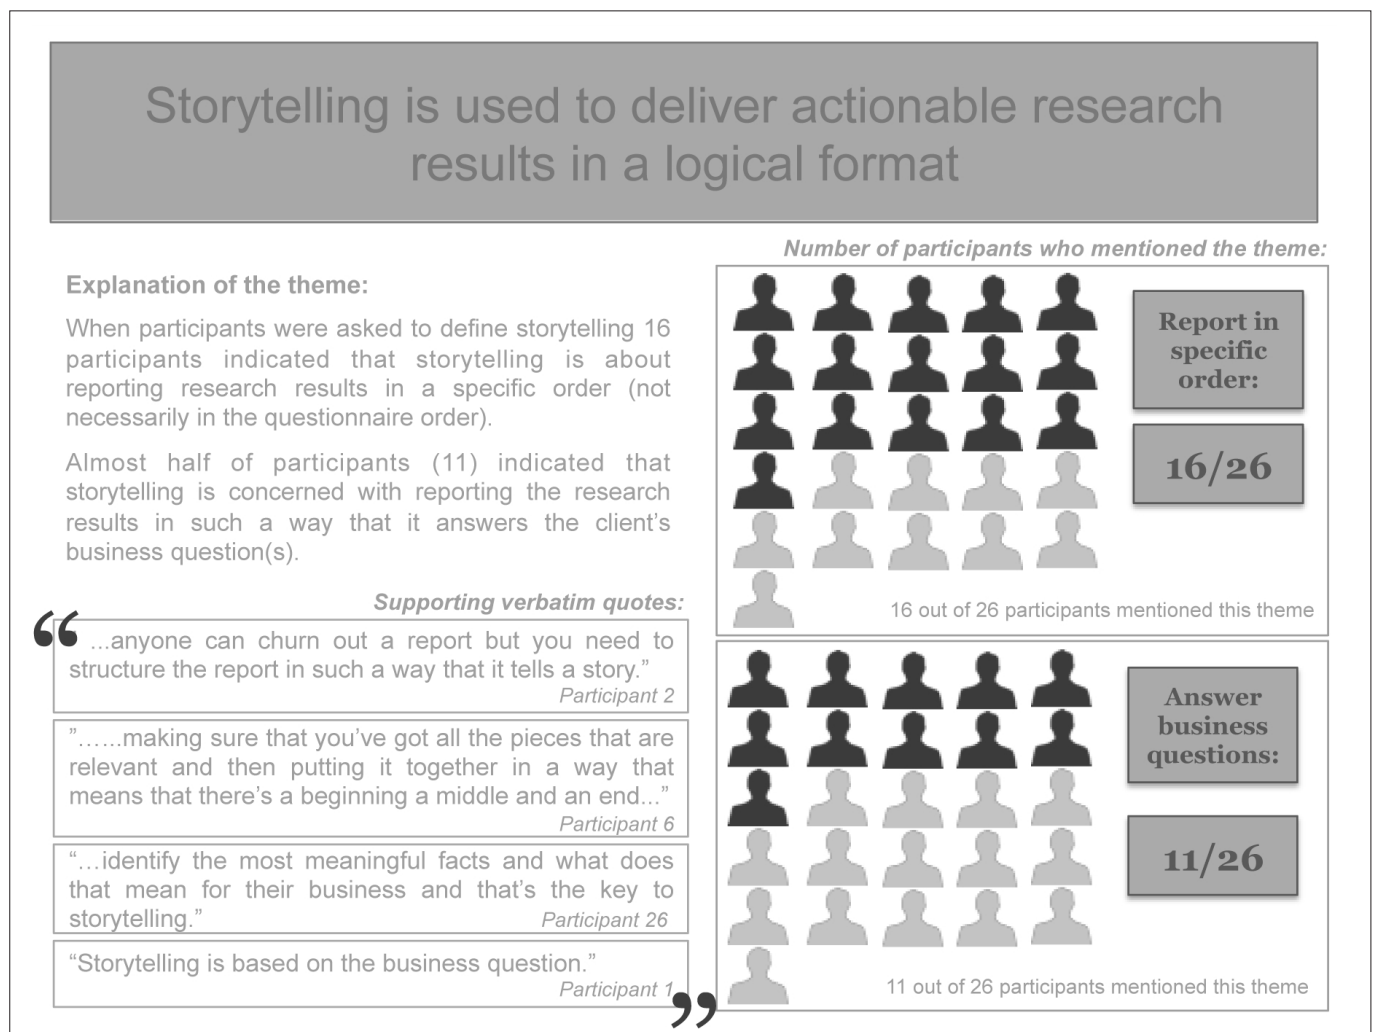 Storytelling is used to deliver actionable research
results in a logical format
Explanation of the theme:
When participants were asked to define storytelling 16
participants indicated that storytelling is about
reporting research results in a specific order (not
necessarily in the questionnaire order).
Almost half of participants (11) indicated that
storytelling is concerned with reporting the research
results in such a way that it answers the client’s
business question(s).
Supporting verbatim quotes:
“ ...anyone can churn out a report but you need to
structure the report in such a way that it tells a story.”
Participant 2
”…...making sure that you’ve got all the pieces that are
relevant and then putting it together in a way that
means that there’s a beginning a middle and an end...”
Participant 6
“…identify the most meaningful facts and what does
that mean for their business and that’s the key to
storytelling.” Participant 26
“Storytelling is based on the business question.”
Participant 1
”
Number of participants who mentioned the theme:
Report in
specific
order:
16/26
16 out of 26 participants mentioned this theme
Answer
business
questions:
11/26
11 out of 26 participants mentioned this theme